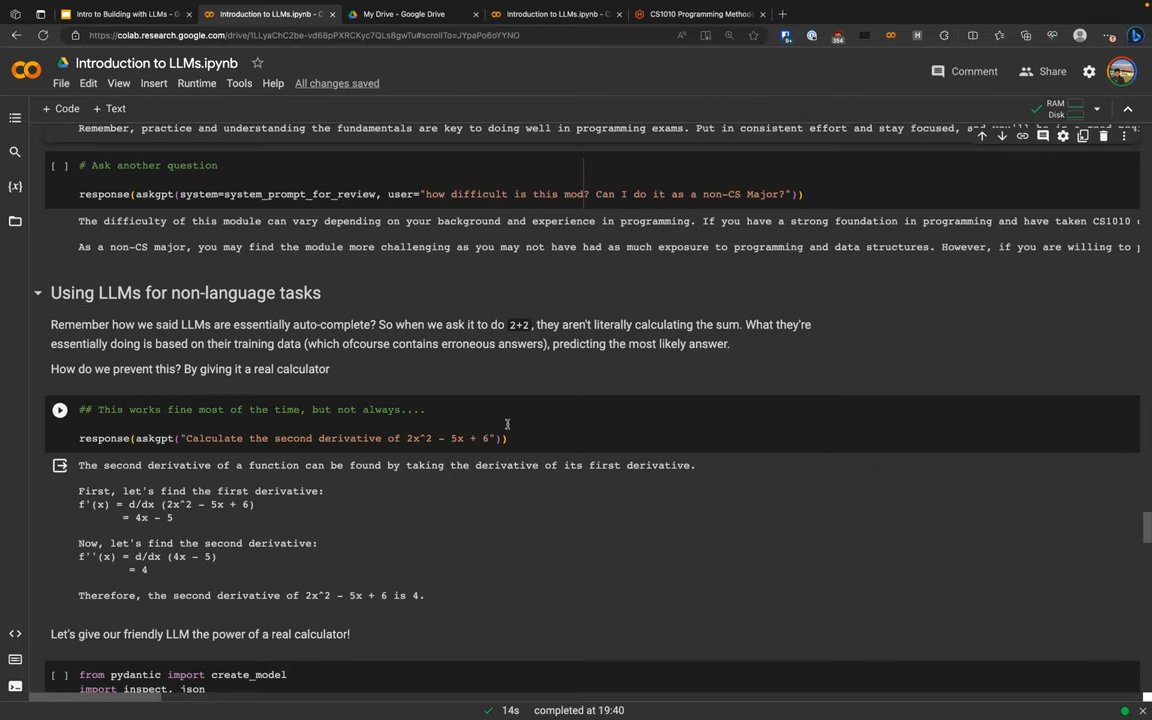 Intro to Building with LLMs - G
Introduction to LLMs.ipynb - C
My Drive - Google Drive
Introduction to LLMs.ipynb - C
CS1010 Programming Methodo
https://colab.research.google.com/drive/1LLyaChC2be-vd68pPXRCKyc7QLs8gwTu#scrollTo=JYpaPo6oYYNO
354
Introduction to LLMs.ipynb
File Edit View Insert Runtime Tools Help All changes saved
Comment
Share
+ Code + Text
RAM
Disk
Remember, practice and understanding the fundamentals are key to doing well in programming exams. Put in consistent effort and stay focused,
[ ] # Ask another question
response(askgpt(system=system_prompt_for_review, user="how difficult is this mod? Can I do it as a non-CS Major?"))
The difficulty of this module can vary depending on your background and experience in programming. If you have a strong foundation in programming and have taken CS1010
As a non-CS major, you may find the module more challenging as you may not have had as much exposure to programming and data structures. However, if you are willing to
Using LLMs for non-language tasks
Remember how we said LLMs are essentially auto-complete? So when we ask it to do 2+2, they aren't literally calculating the sum. What they're
essentially doing is based on their training data (which ofcourse contains erroneous answers), predicting the most likely answer.
How do we prevent this? By giving it a real calculator
## This works fine most of the time, but not always....
response(askgpt("Calculate the second derivative of 2x^2 - 5x + 6"))
The second derivative of a function can be found by taking the derivative of its first derivative.
First, let's find the first derivative:
f'(x) = d/dx (2x^2 - 5x + 6)
= 4x - 5
Now, let's find the second derivative:
f''(x) = d/dx (4x - 5)
= 4
Therefore, the second derivative of 2x^2 - 5x + 6 is 4.
Let's give our friendly LLM the power of a real calculator!
[ ] from pydantic import create_model
import inspect, json
14s completed at 19:40